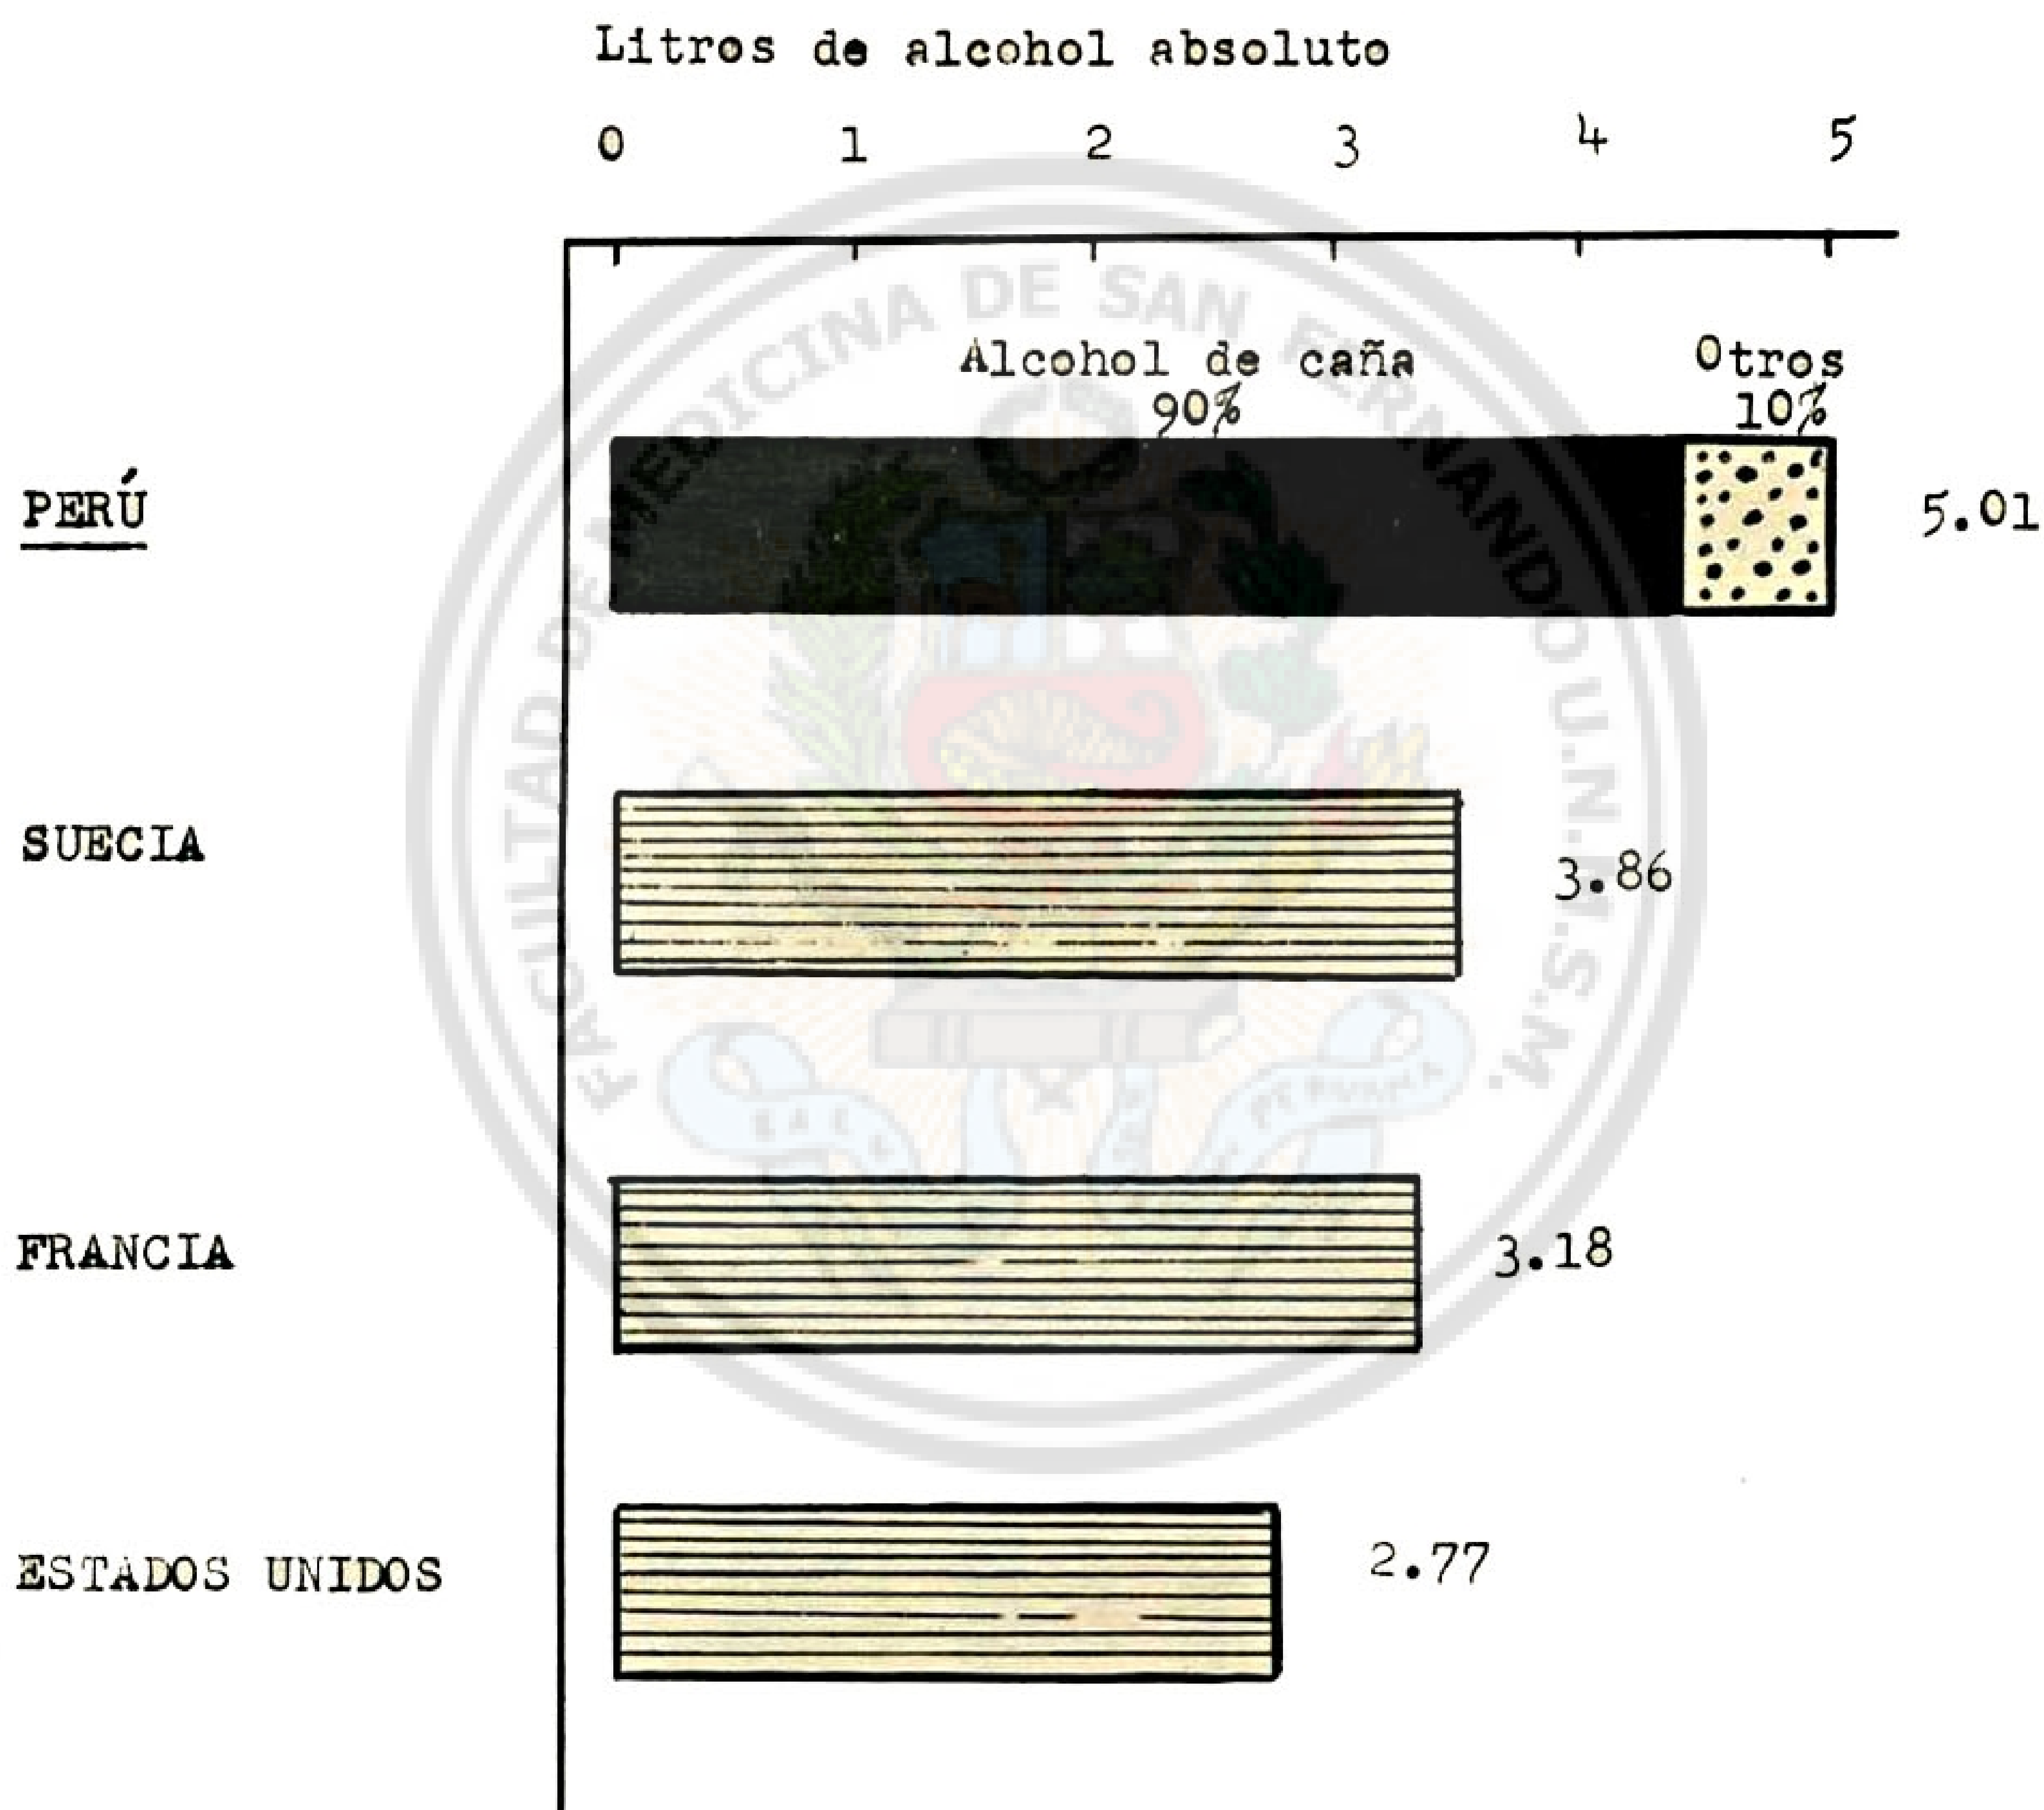 Litros de alcohol absoluto
0 1 2 3 4 5
Alcohol de caña Otros
90% 10%
PERÚ 5.01
SUECIA 3.86
FRANCIA 3.18
ESTADOS UNIDOS 2.77
FACULTAD DE MEDICINA DE SAN FERNANDO U.N.M.S.M.